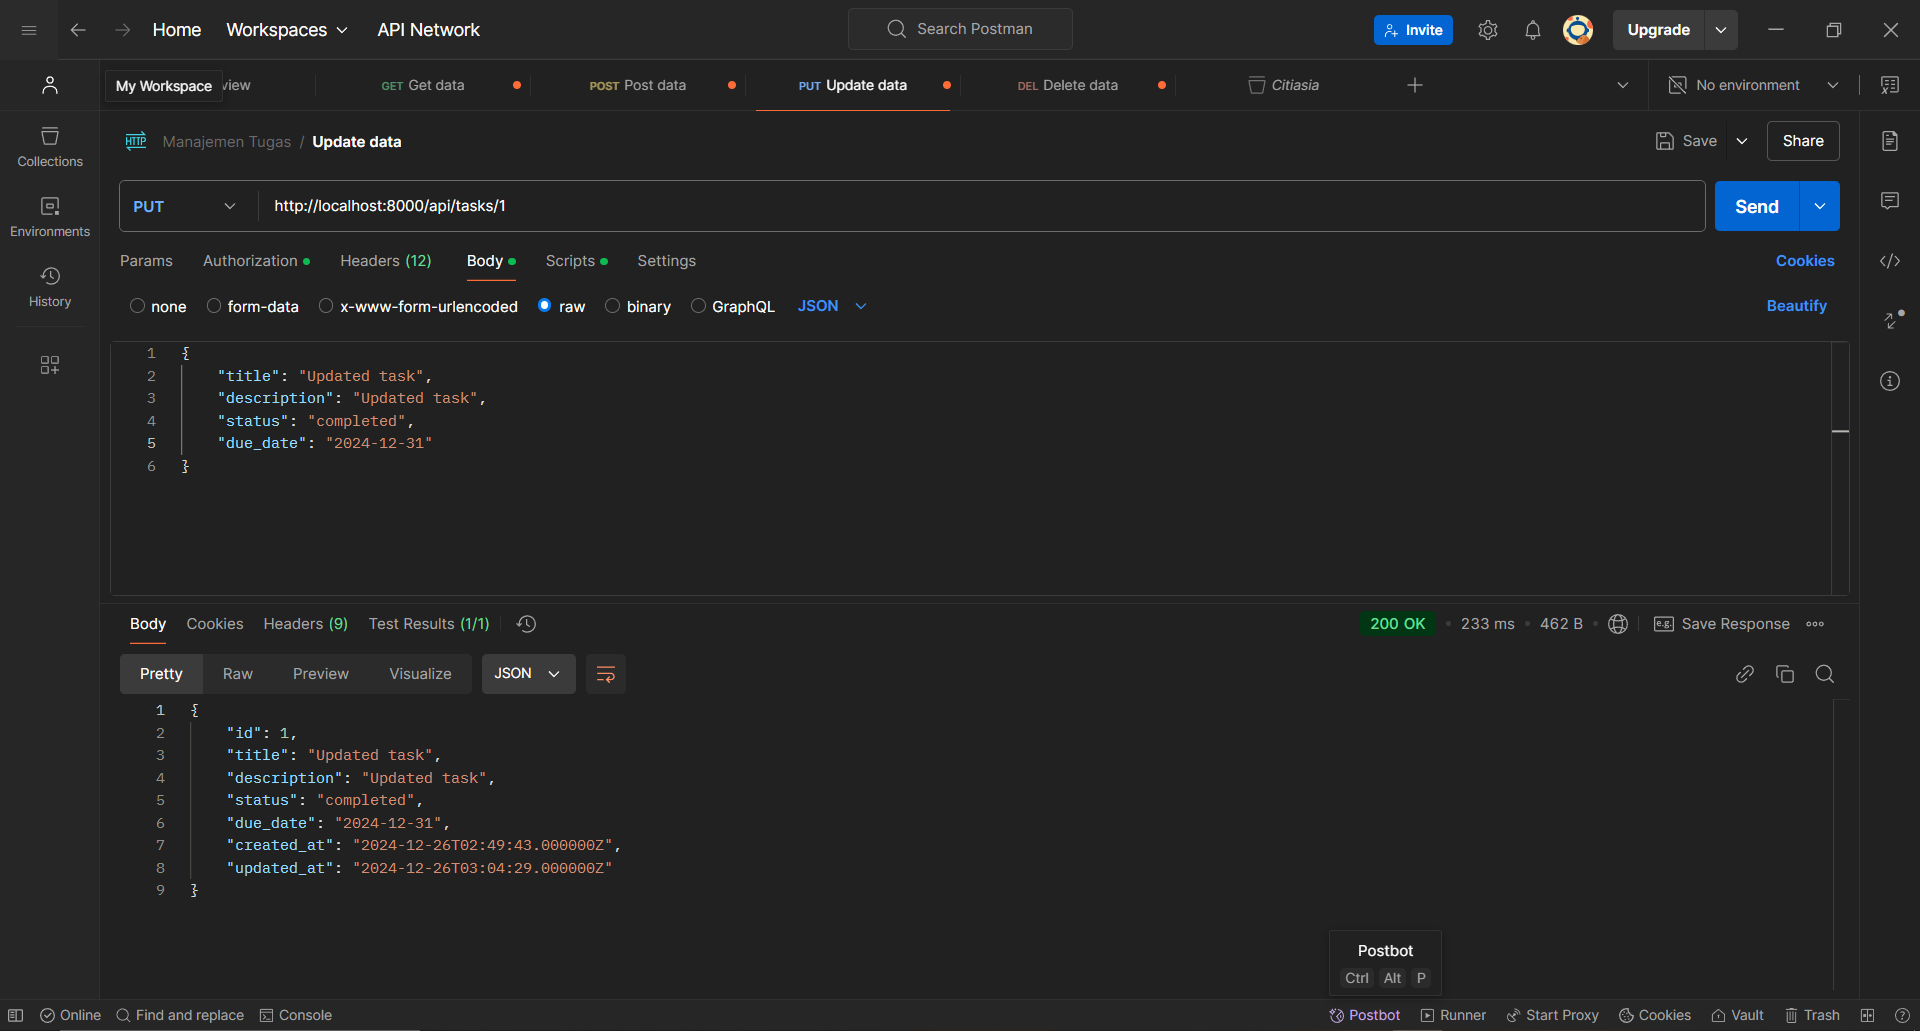 Home Workspaces API Network Search Postman Invite Upgrade
My Workspace view GET Get data POST Post data PUT Update data DEL Delete data Citiasia No environment
HTTP Manajemen Tugas / Update data Save Share
PUT http://localhost:8000/api/tasks/1 Send
Params Authorization Headers (12) Body Scripts Settings Cookies
none form-data x-www-form-urlencoded raw binary GraphQL JSON Beautify
Collections
Environments
History
1 {
2 "title": "Updated task",
3 "description": "Updated task",
4 "status": "completed",
5 "due_date": "2024-12-31"
6 }
Body Cookies Headers (9) Test Results (1/1) 200 OK • 233 ms • 462 B • e.g. Save Response
Pretty Raw Preview Visualize JSON
1 {
2 "id": 1,
3 "title": "Updated task",
4 "description": "Updated task",
5 "status": "completed",
6 "due_date": "2024-12-31",
7 "created_at": "2024-12-26T02:49:43.000000Z",
8 "updated_at": "2024-12-26T03:04:29.000000Z"
9 }
Postbot
Ctrl Alt P
Online Find and replace Console Postbot Runner Start Proxy Cookies Vault Trash